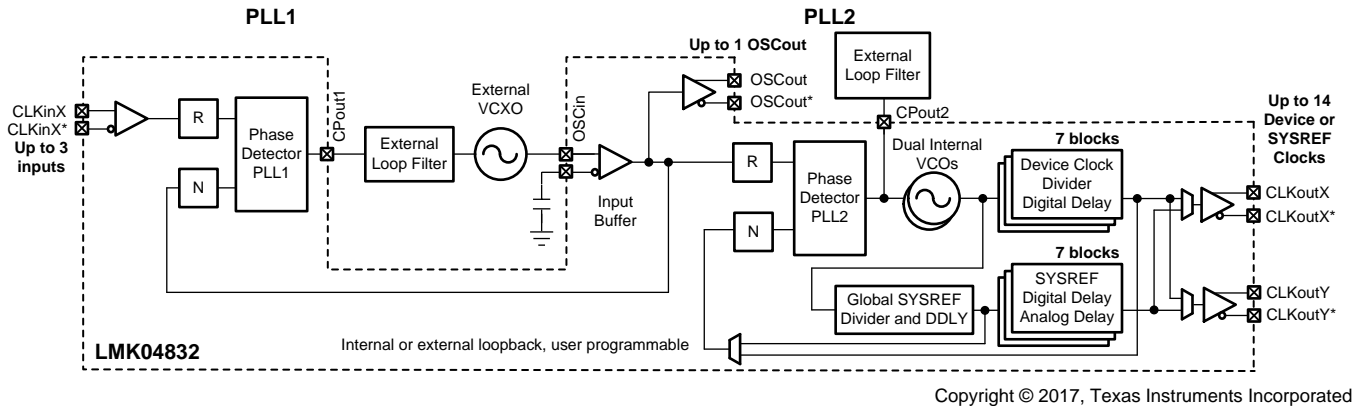 PLL1
PLL2
Up to 1 OSCout
CLKinX
CLKinX*
Up to 3
inputs
R
N
Phase
Detector
PLL1
CPout1
External
Loop Filter
External
VCXO
OSCin
Input
Buffer
OSCout
OSCout*
External
Loop Filter
CPout2
R
N
Phase
Detector
PLL2
Dual Internal
VCOs
7 blocks
Device Clock
Divider
Digital Delay
7 blocks
SYSREF
Digital Delay
Analog Delay
Global SYSREF
Divider and DDLY
Up to 14
Device or
SYSREF
Clocks
CLKoutX
CLKoutX*
CLKoutY
CLKoutY*
Internal or external loopback, user programmable
LMK04832
Copyright © 2017, Texas Instruments Incorporated